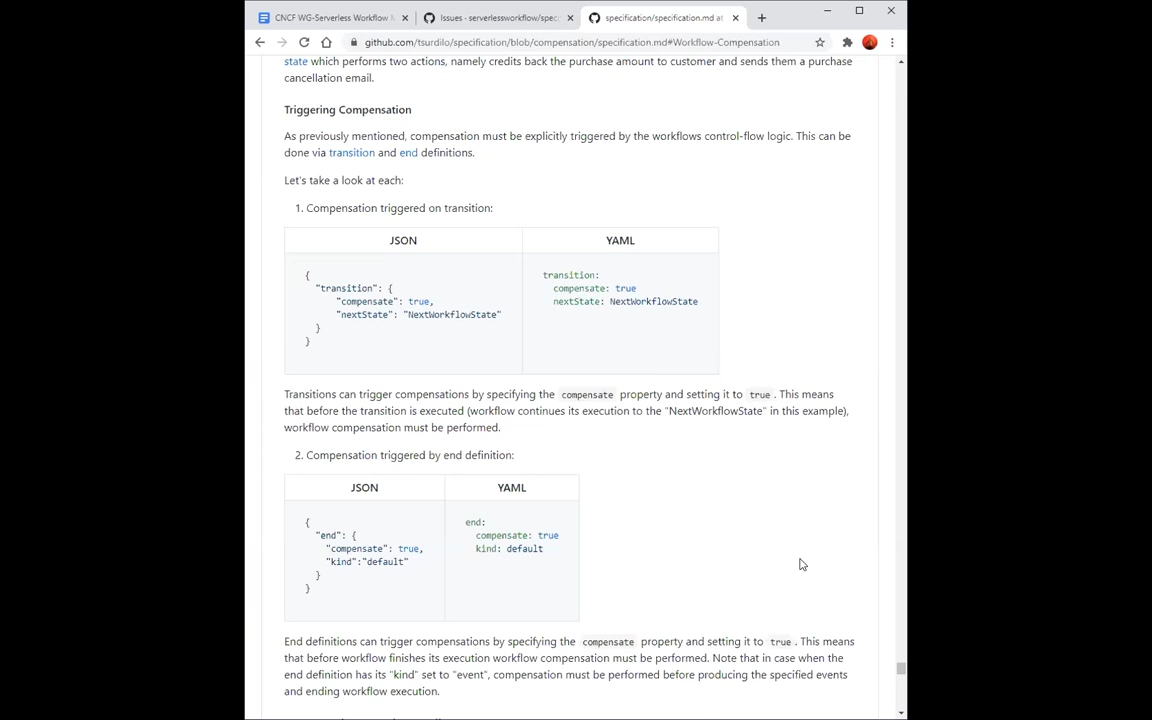 CNCF WG-Serverless Workflow M
Issues · serverlessworkflow/spec
specification/specification.md at
github.com/tsurdilo/specification/blob/compensation/specification.md#Workflow-Compensation
state which performs two actions, namely credits back the purchase amount to customer and sends them a purchase
cancellation email.
Triggering Compensation
As previously mentioned, compensation must be explicitly triggered by the workflows control-flow logic. This can be
done via transition and end definitions.
Let's take a look at each:
1. Compensation triggered on transition:
JSON YAML
{
"transition": {
"compensate": true,
"nextState": "NextWorkflowState"
}
}
transition:
compensate: true
nextState: NextWorkflowState
Transitions can trigger compensations by specifying the compensate property and setting it to true . This means
that before the transition is executed (workflow continues its execution to the "NextWorkflowState" in this example),
workflow compensation must be performed.
2. Compensation triggered by end definition:
JSON YAML
{
"end": {
"compensate": true,
"kind":"default"
}
}
end:
compensate: true
kind: default
End definitions can trigger compensations by specifying the compensate property and setting it to true . This means
that before workflow finishes its execution workflow compensation must be performed. Note that in case when the
end definition has its "kind" set to "event", compensation must be performed before producing the specified events
and ending workflow execution.